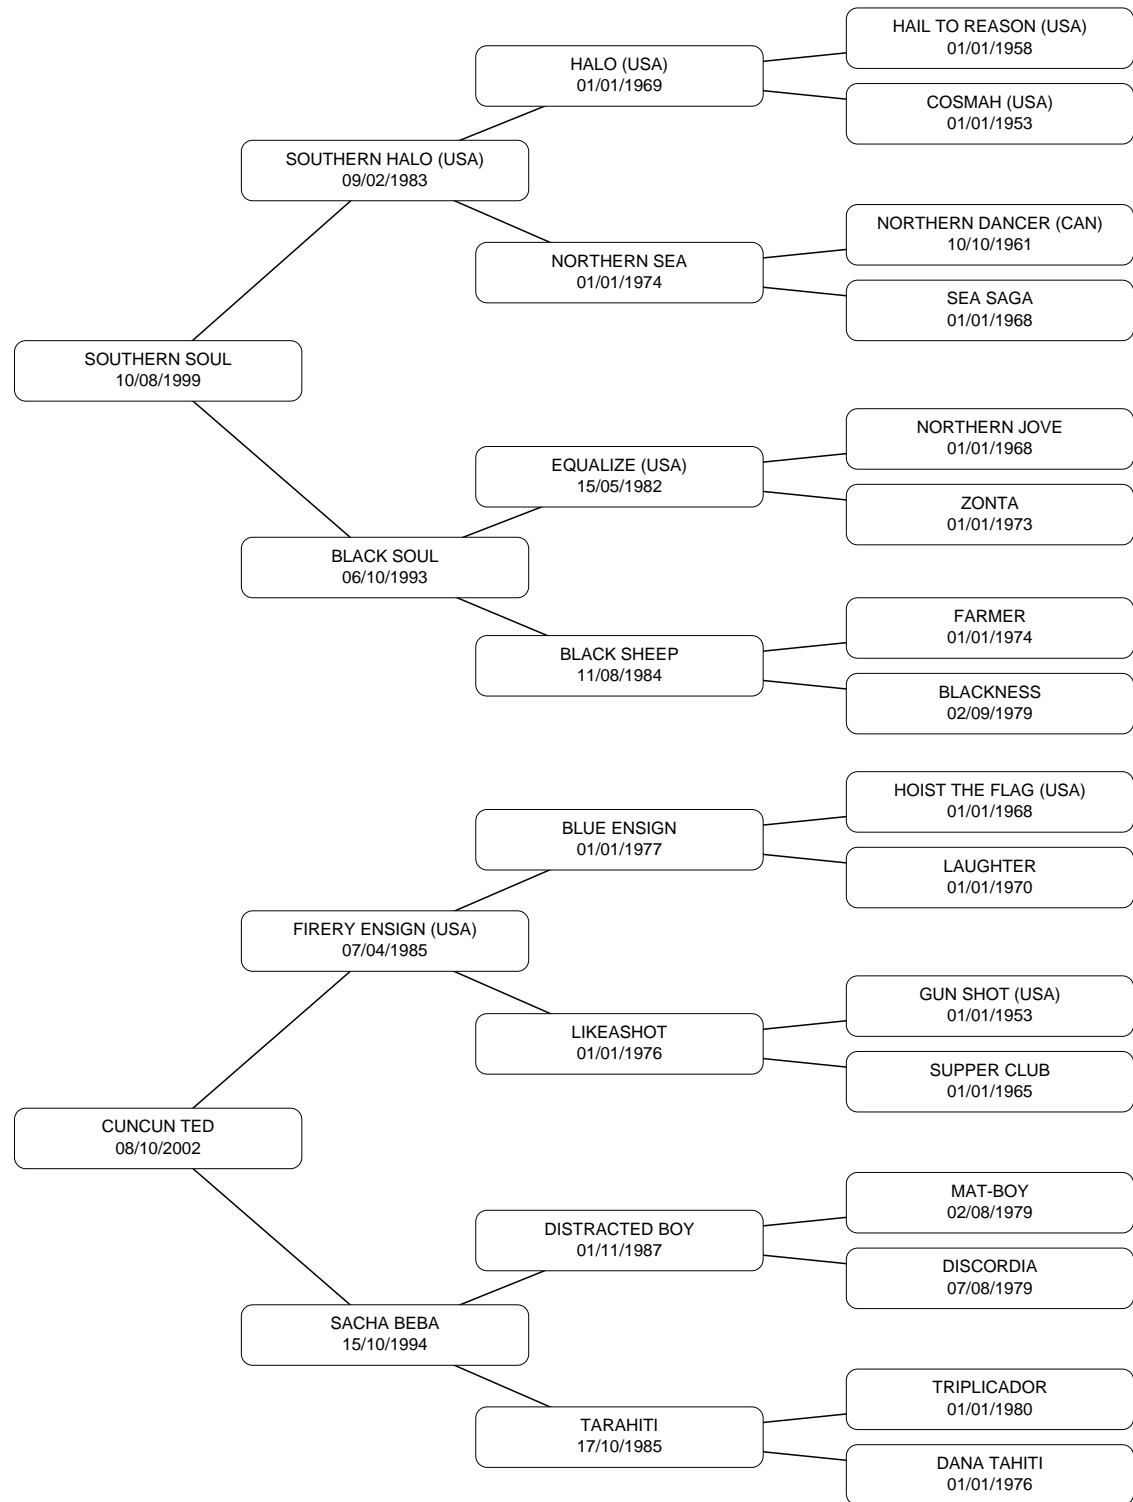 HAIL TO REASON (USA)
01/01/1958
HALO (USA)
01/01/1969
COSMAH (USA)
01/01/1953
SOUTHERN HALO (USA)
09/02/1983
NORTHERN DANCER (CAN)
10/10/1961
NORTHERN SEA
01/01/1974
SEA SAGA
01/01/1968
SOUTHERN SOUL
10/08/1999
NORTHERN JOVE
01/01/1968
EQUALIZE (USA)
15/05/1982
ZONTA
01/01/1973
BLACK SOUL
06/10/1993
FARMER
01/01/1974
BLACK SHEEP
11/08/1984
BLACKNESS
02/09/1979
HOIST THE FLAG (USA)
01/01/1968
BLUE ENSIGN
01/01/1977
LAUGHTER
01/01/1970
FIRERY ENSIGN (USA)
07/04/1985
GUN SHOT (USA)
01/01/1953
LIKEASHOT
01/01/1976
SUPPER CLUB
01/01/1965
CUNCUN TED
08/10/2002
MAT-BOY
02/08/1979
DISTRACTED BOY
01/11/1987
DISCORDIA
07/08/1979
SACHA BEBA
15/10/1994
TRIPLICADOR
01/01/1980
TARAHITI
17/10/1985
DANA TAHITI
01/01/1976